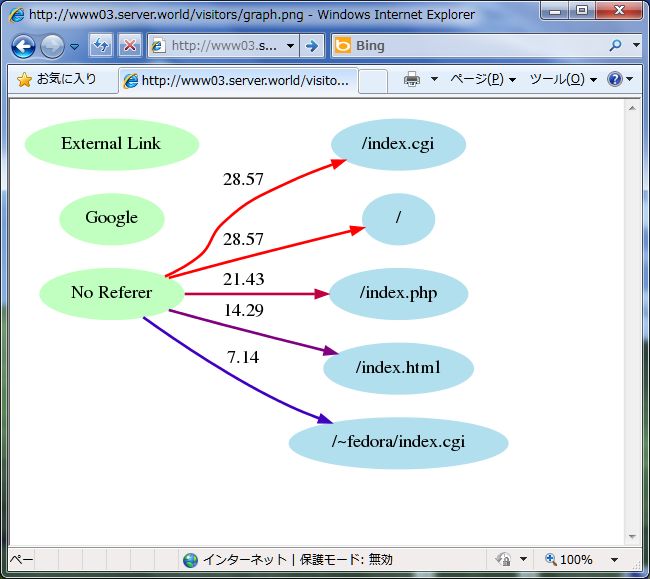 http://www03.server.world/visitors/graph.png - Windows Internet Explorer
http://www03.s...
Bing
お気に入り
http://www03.server.world/visito...
ページ(P)
ツール(O)
External Link
/index.cgi
28.57
Google
/
28.57
No Referer
21.43
/index.php
14.29
/index.html
7.14
/~fedora/index.cgi
ペー
インターネット | 保護モード: 無効
100%